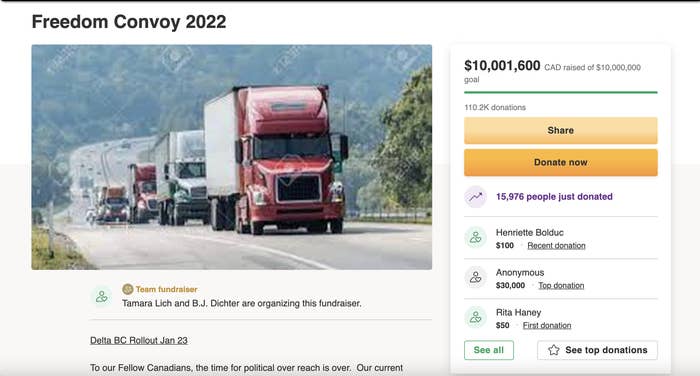 Freedom Convoy 2022
$10,001,600 CAD raised of $10,000,000
goal
110.2K donations
Share
Donate now
15,976 people just donated
Henriette Bolduc
$100 · Recent donation
Anonymous
$30,000 · Top donation
Rita Haney
$50 · First donation
See all
See top donations
Team fundraiser
Tamara Lich and B.J. Dichter are organizing this fundraiser.
Delta BC Rollout Jan 23
To our Fellow Canadians, the time for political over reach is over. Our current